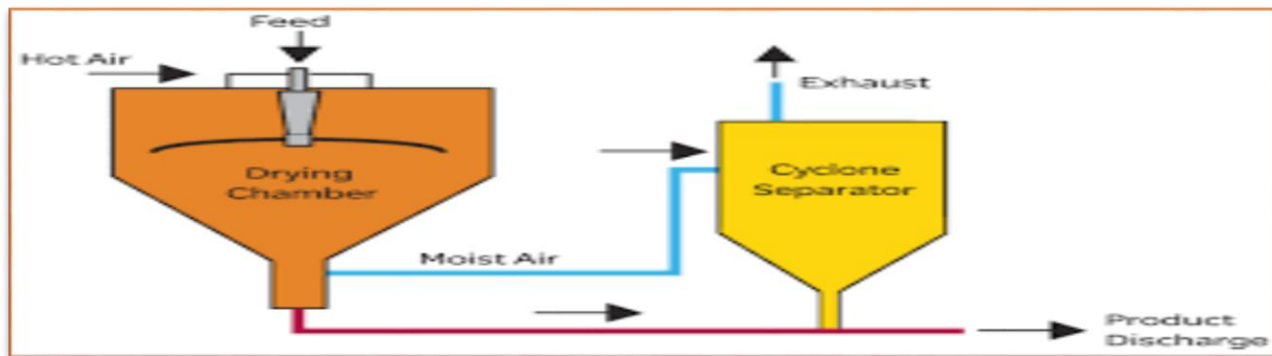 Feed
Hot Air
Exhaust
Drying
Chamber
Cyclone
Separator
Moist Air
Product
Discharge